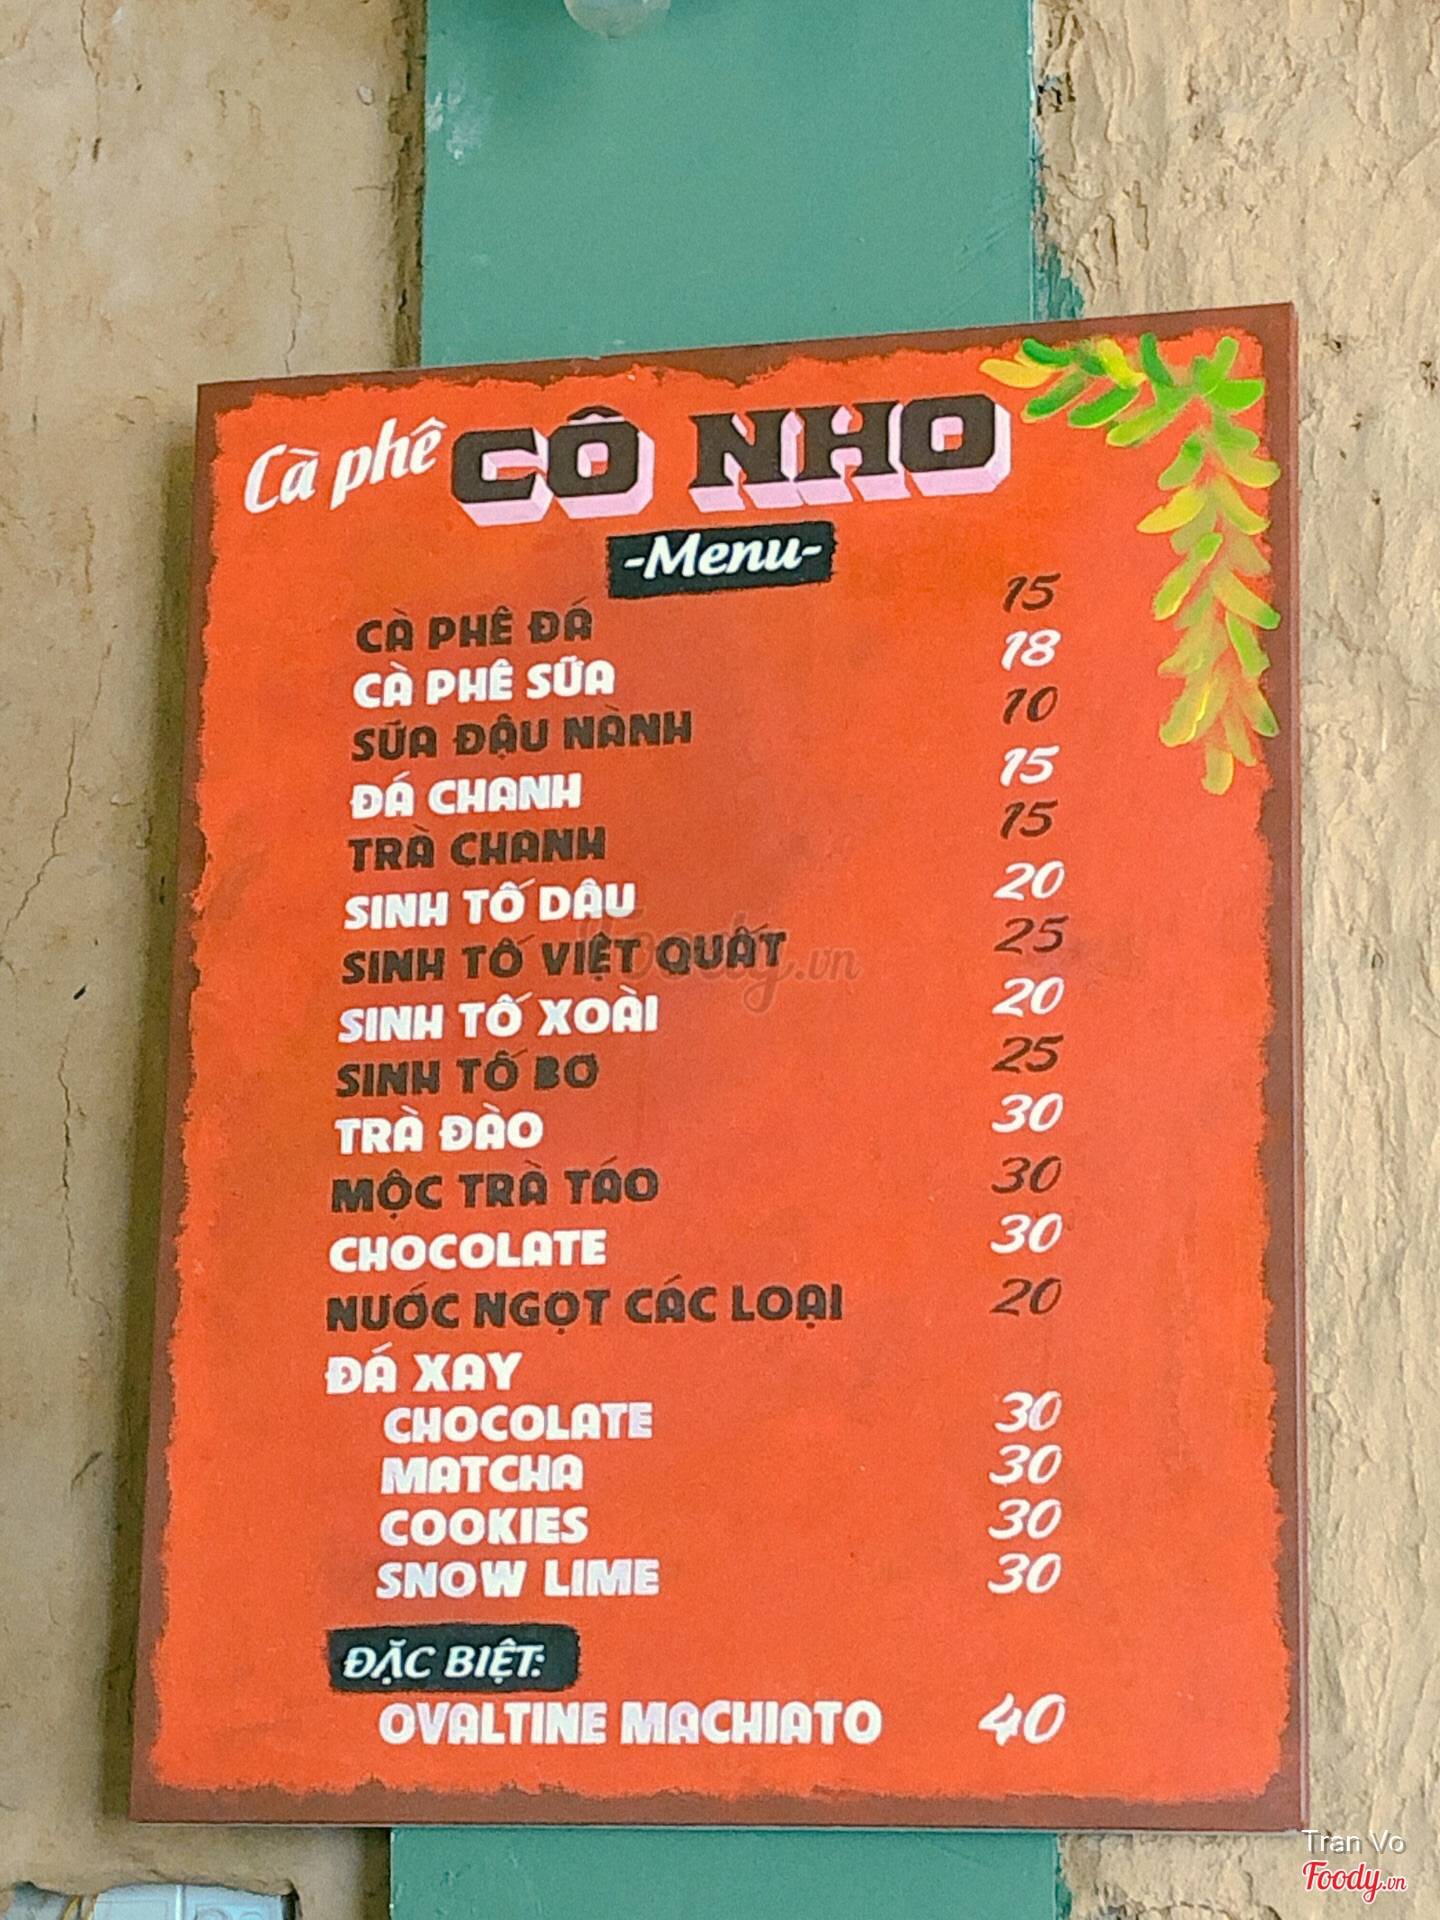 Cà phê CÔ NHO
-Menu-
CÀ PHÊ ĐÁ 15
CÀ PHÊ SỮA 18
SỮA ĐẬU NÀNH 10
ĐÁ CHANH 15
TRÀ CHANH 15
SINH TỐ DÂU 20
SINH TỐ VIỆT QUẤT 25
SINH TỐ XOÀI 20
SINH TỐ BƠ 25
TRÀ ĐÀO 30
MỘC TRÀ TÁO 30
CHOCOLATE 30
NƯỚC NGỌT CÁC LOẠI 20
ĐÁ XAY
CHOCOLATE 30
MATCHA 30
COOKIES 30
SNOW LIME 30
ĐẶC BIỆT:
OVALTINE MACHIATO 40
Foody.vn
Tran Vo
Foody.vn